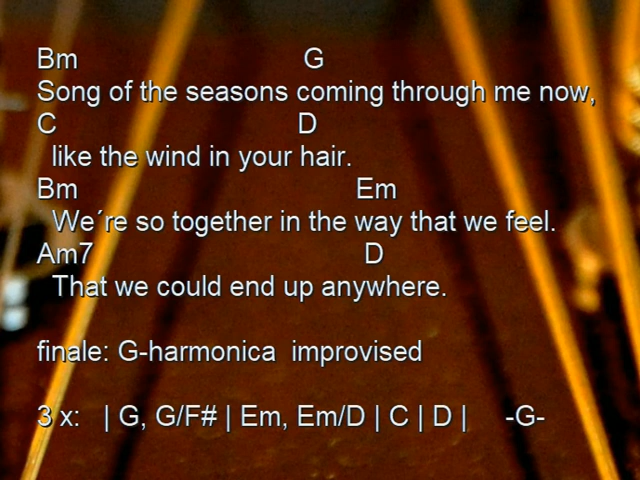 Bm G
Song of the seasons coming through me now,
C D
like the wind in your hair.
Bm Em
We´re so together in the way that we feel.
Am7 D
That we could end up anywhere.
finale: G-harmonica improvised
3 x: | G, G/F# | Em, Em/D | C | D | -G-